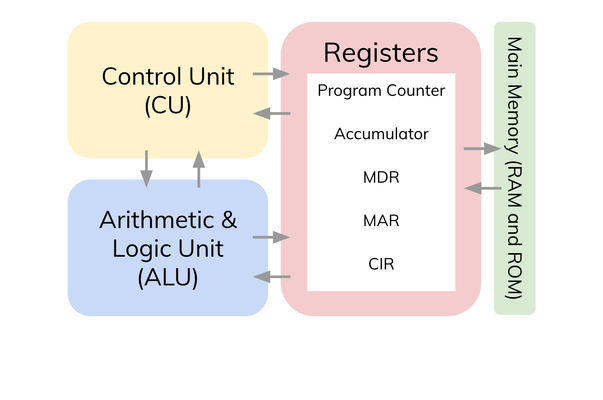 Control Unit
(CU)
Arithmetic &
Logic Unit
(ALU)
Registers
Program Counter
Accumulator
MDR
MAR
CIR
Main Memory (RAM and ROM)